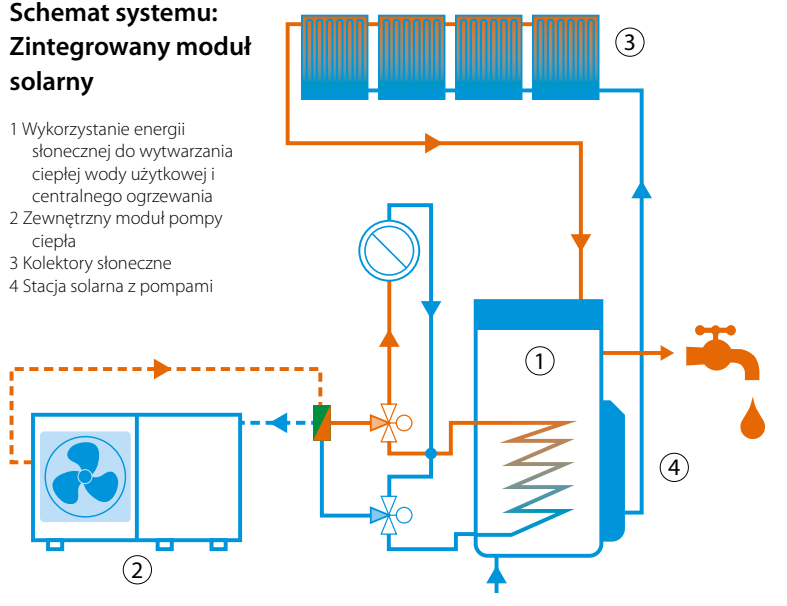 Schemat systemu:
Zintegrowany moduł
solarny
1 Wykorzystanie energii
słonecznej do wytwarzania
ciepłej wody użytkowej i
centralnego ogrzewania
2 Zewnętrzny moduł pompy
ciepła
3 Kolektory słoneczne
4 Stacja solarna z pompami
3
1
4
2